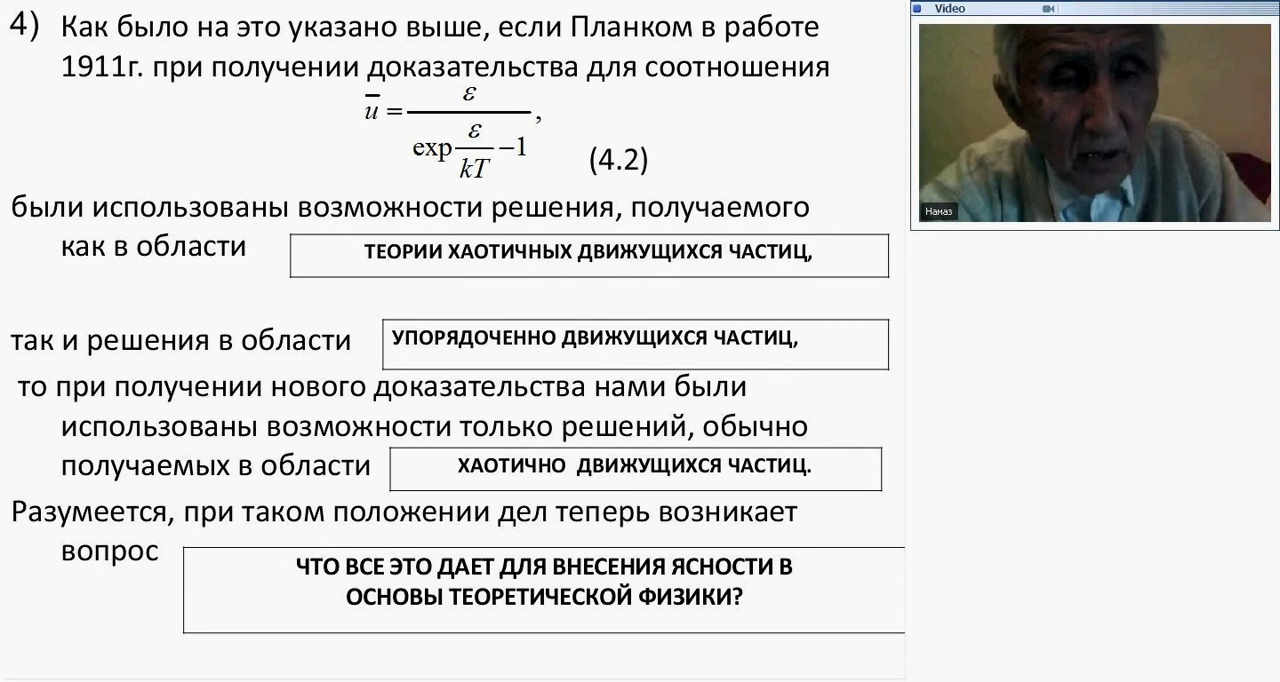 4) Как было на это указано выше, если Планком в работе
1911г. при получении доказательства для соотношения
u̅ = ε / (exp ε/kT − 1), (4.2)
были использованы возможности решения, получаемого
как в области ТЕОРИИ ХАОТИЧНЫХ ДВИЖУЩИХСЯ ЧАСТИЦ,
так и решения в области УПОРЯДОЧЕННО ДВИЖУЩИХСЯ ЧАСТИЦ,
то при получении нового доказательства нами были
использованы возможности только решений, обычно
получаемых в области ХАОТИЧНО ДВИЖУЩИХСЯ ЧАСТИЦ.
Разумеется, при таком положении дел теперь возникает
вопрос ЧТО ВСЕ ЭТО ДАЕТ ДЛЯ ВНЕСЕНИЯ ЯСНОСТИ В
ОСНОВЫ ТЕОРЕТИЧЕСКОЙ ФИЗИКИ?
Video
Намаз